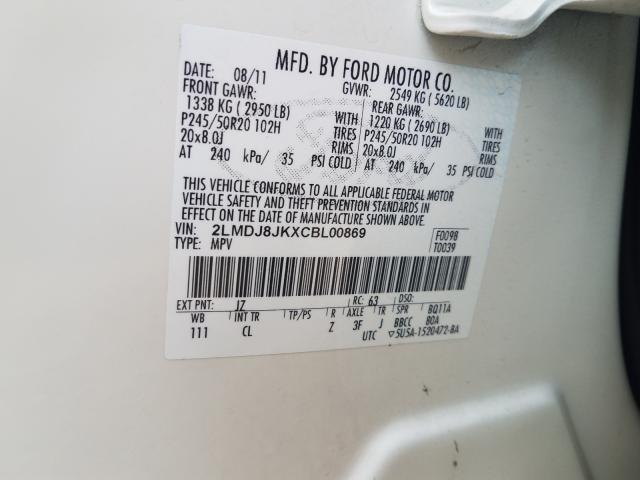 MFD. BY FORD MOTOR CO.
DATE: 08/11 GVWR: 2549 KG ( 5620 LB)
FRONT GAWR: REAR GAWR:
1338 KG ( 2950 LB) WITH 1220 KG ( 2690 LB) WITH
P245/50R20 102H TIRES P245/50R20 102H TIRES
20x8.0J RIMS 20x8.0J RIMS
AT 240 kPa/ 35 PSI COLD AT 240 kPa/ 35 PSI COLD
THIS VEHICLE CONFORMS TO ALL APPLICABLE FEDERAL MOTOR
VEHICLE SAFETY AND THEFT PREVENTION STANDARDS IN
EFFECT ON THE DATE OF MANUFACTURE SHOWN ABOVE.
VIN: 2LMDJ8JKXCBL00869 F0098
TYPE: MPV T0039
EXT PNT: JZ RC: 63 DSO:
WB INT TR TP/PS R AXLE TR SPR BQ11A
111 CL Z 3F J BBCC BOA
UTC ▽5U5A-1520472-BA